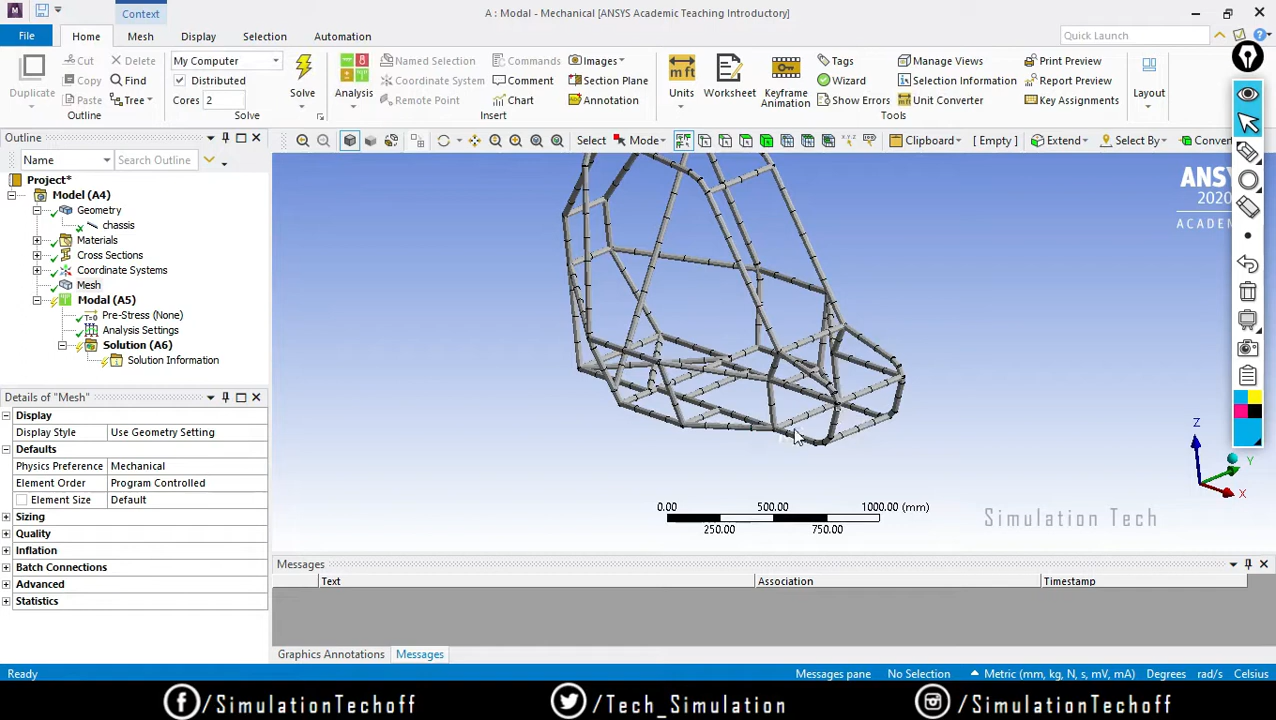 Context
A : Modal - Mechanical [ANSYS Academic Teaching Introductory]
File Home Mesh Display Selection Automation Quick Launch
Duplicate
Cut
Copy
Paste
Delete
Find
Tree
Outline
My Computer
Distributed
Cores 2
Solve
Solve
Analysis
Named Selection
Coordinate System
Remote Point
Comment
Chart
Images
Section Plane
Annotation
Insert
Units
Worksheet
Keyframe
Animation
Tags
Wizard
Show Errors
Manage Views
Selection Information
Unit Converter
Print Preview
Report Preview
Key Assignments
Tools
Layout
Select Mode Clipboard [ Empty ] Extend Select By Convert
Outline
Name Search Outline
Project*
Model (A4)
Geometry
chassis
Materials
Cross Sections
Coordinate Systems
Mesh
Modal (A5)
Pre-Stress (None)
Analysis Settings
Solution (A6)
Solution Information
Details of "Mesh"
Display
Display Style Use Geometry Setting
Defaults
Physics Preference Mechanical
Element Order Program Controlled
Element Size Default
Sizing
Quality
Inflation
Batch Connections
Advanced
Statistics
2020
ACADE
Z
Y
X
0.00 500.00 1000.00 (mm)
250.00 750.00
Simulation Tech
Messages
Text Association Timestamp
Graphics Annotations Messages
Ready Messages pane No Selection Metric (mm, kg, N, s, mV, mA) Degrees rad/s Celsius
/SimulationTechoff /Tech_Simulation /SimulationTechoff